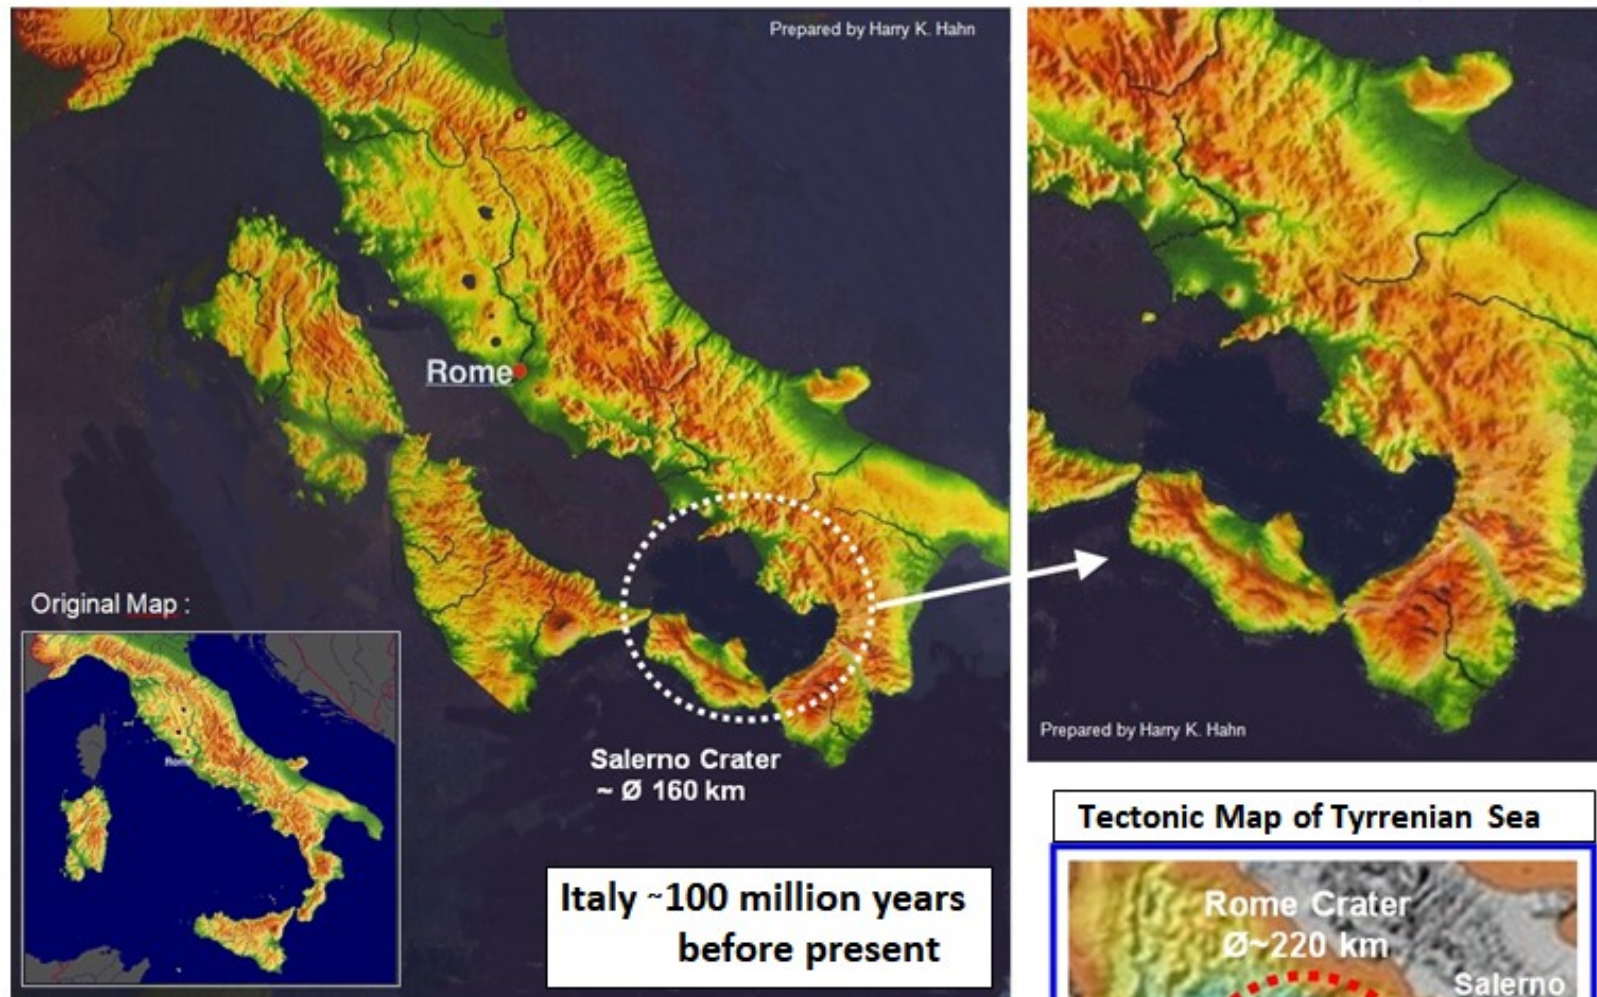 Prepared by Harry K. Hahn
Rome
Original Map :
Rome
Salerno Crater
~ Ø 160 km
Italy ~100 million years
before present
Prepared by Harry K. Hahn
Tectonic Map of Tyrrenian Sea
Rome Crater
Ø~220 km
Salerno